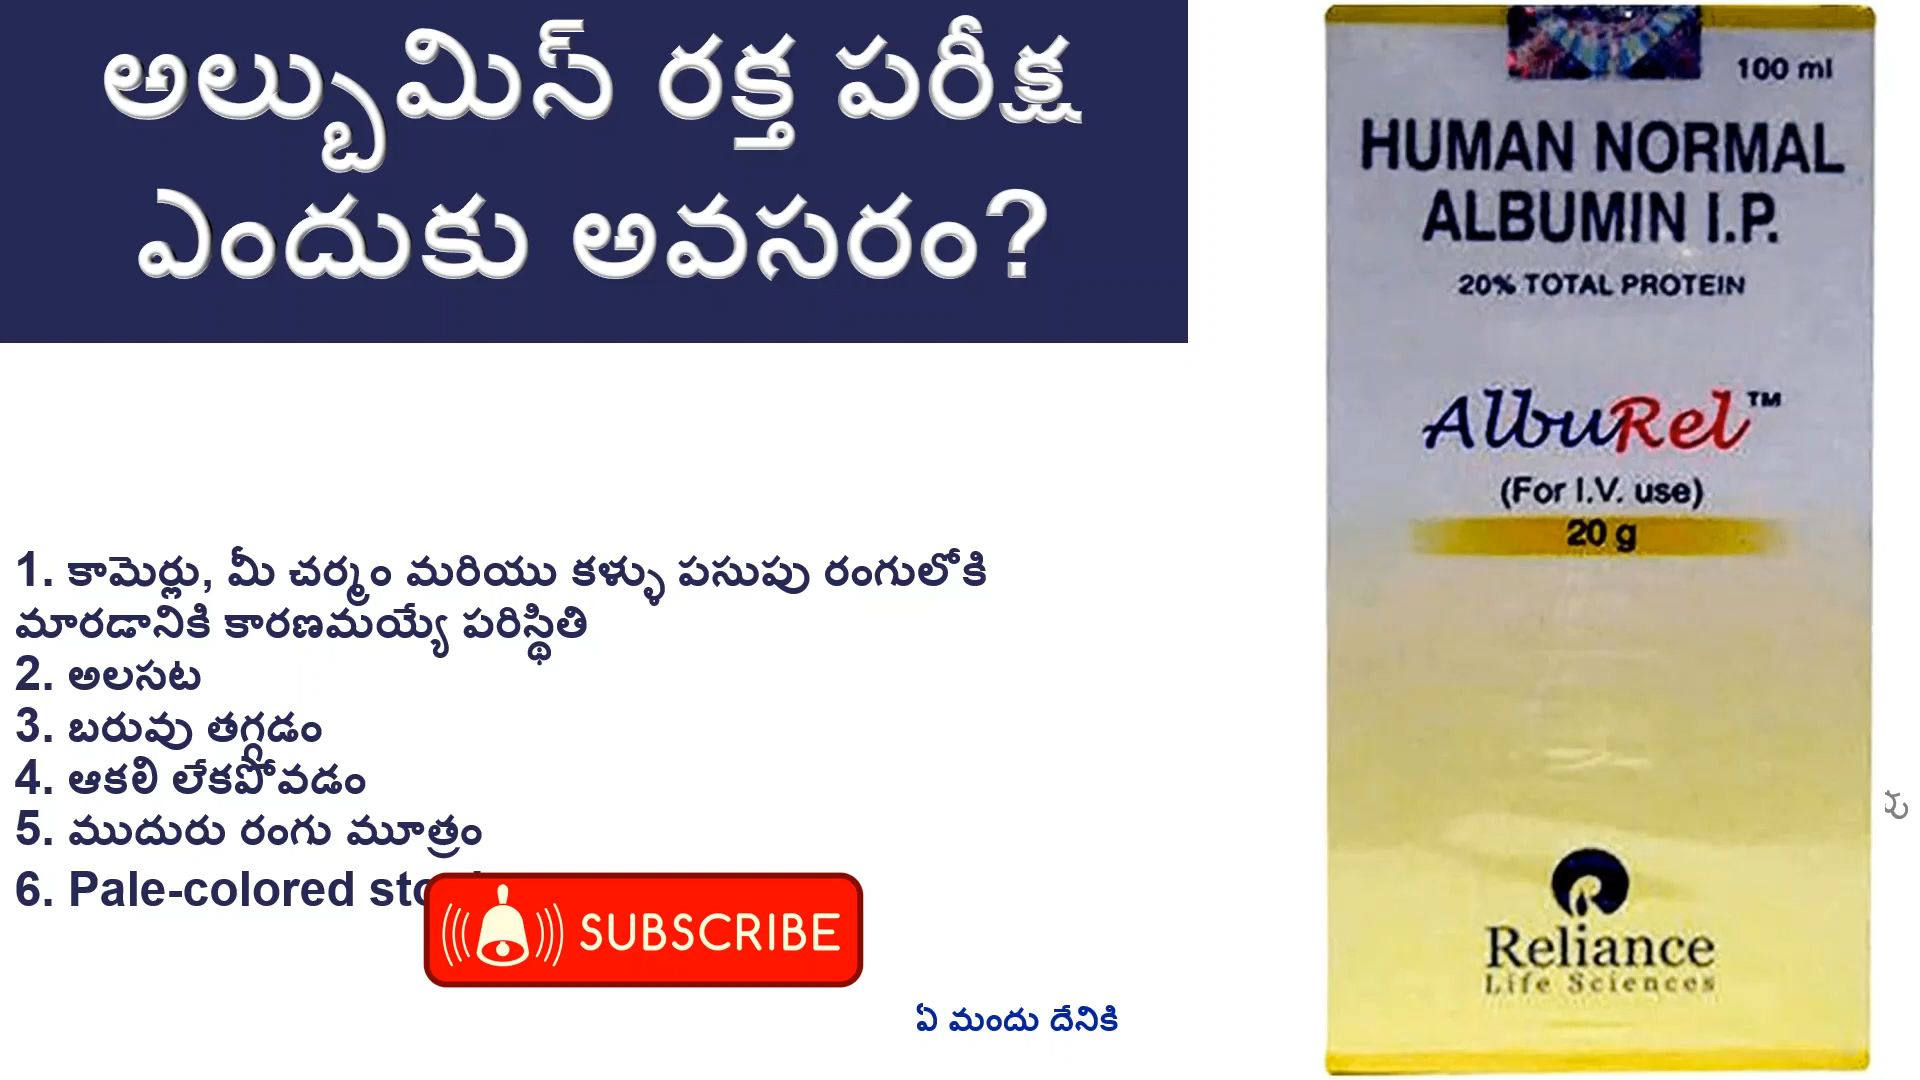 అల్బుమిన్ రక్త పరీక్ష
ఎందుకు అవసరం?
1. కామెర్లు, మీ చర్మం మరియు కళ్ళు పసుపు రంగులోకి
మారడానికి కారణమయ్యే పరిస్థితి
2. అలసట
3. బరువు తగ్గడం
4. ఆకలి లేకపోవడం
5. ముదురు రంగు మూత్రం
6. Pale-colored
SUBSCRIBE
ఏ మందు దేనికి
100 ml
HUMAN NORMAL
ALBUMIN I.P.
20% TOTAL PROTEIN
AlbuRel™
(For I.V. use)
20 g
Reliance
Life Sciences